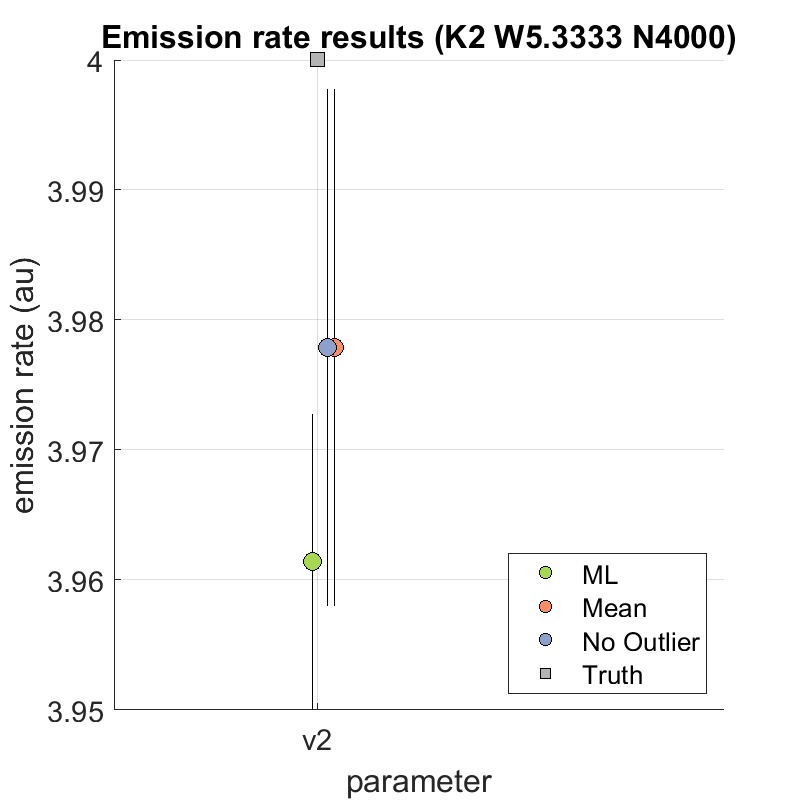 Emission rate results (K2 W5.3333 N4000)
4
3.99
3.98
3.97
3.96
3.95
emission rate (au)
ML
Mean
No Outlier
Truth
v2
parameter